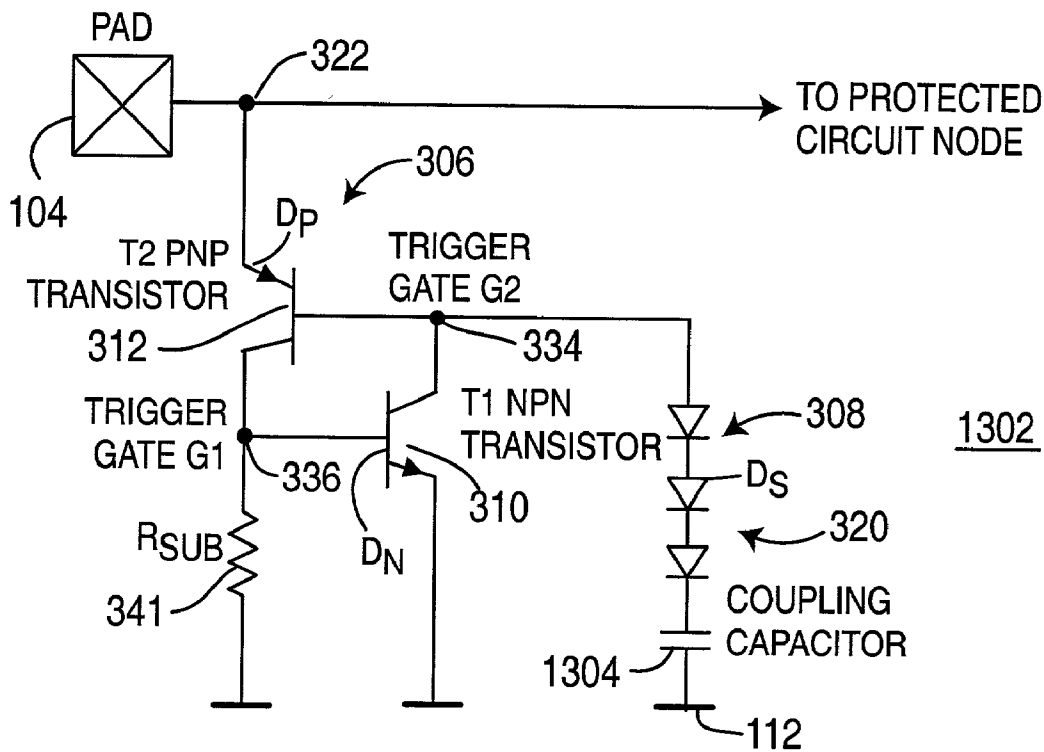 PAD
322
TO PROTECTED
CIRCUIT NODE
104
306
DP
T2 PNP
TRANSISTOR
312
TRIGGER
GATE G2
334
T1 NPN
TRANSISTOR
308
1302
TRIGGER
GATE G1
336
310
DS
320
RSUB
341
DN
COUPLING
CAPACITOR
1304
112